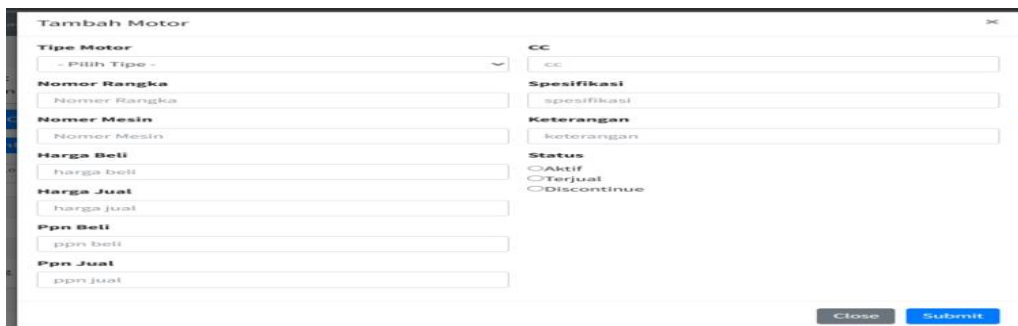 Tambah Motor
×
Tipe Motor
- Pilih Tipe -
Nomor Rangka
Nomer Rangka
Nomer Mesin
Nomer Mesin
Harga Beli
harga beli
Harga Jual
harga jual
Ppn Beli
ppn beli
Ppn Jual
ppn jual
CC
cc
Spesifikasi
spesifikasi
Keterangan
keterangan
Status
Aktif
Terjual
Discontinue
Close
Submit